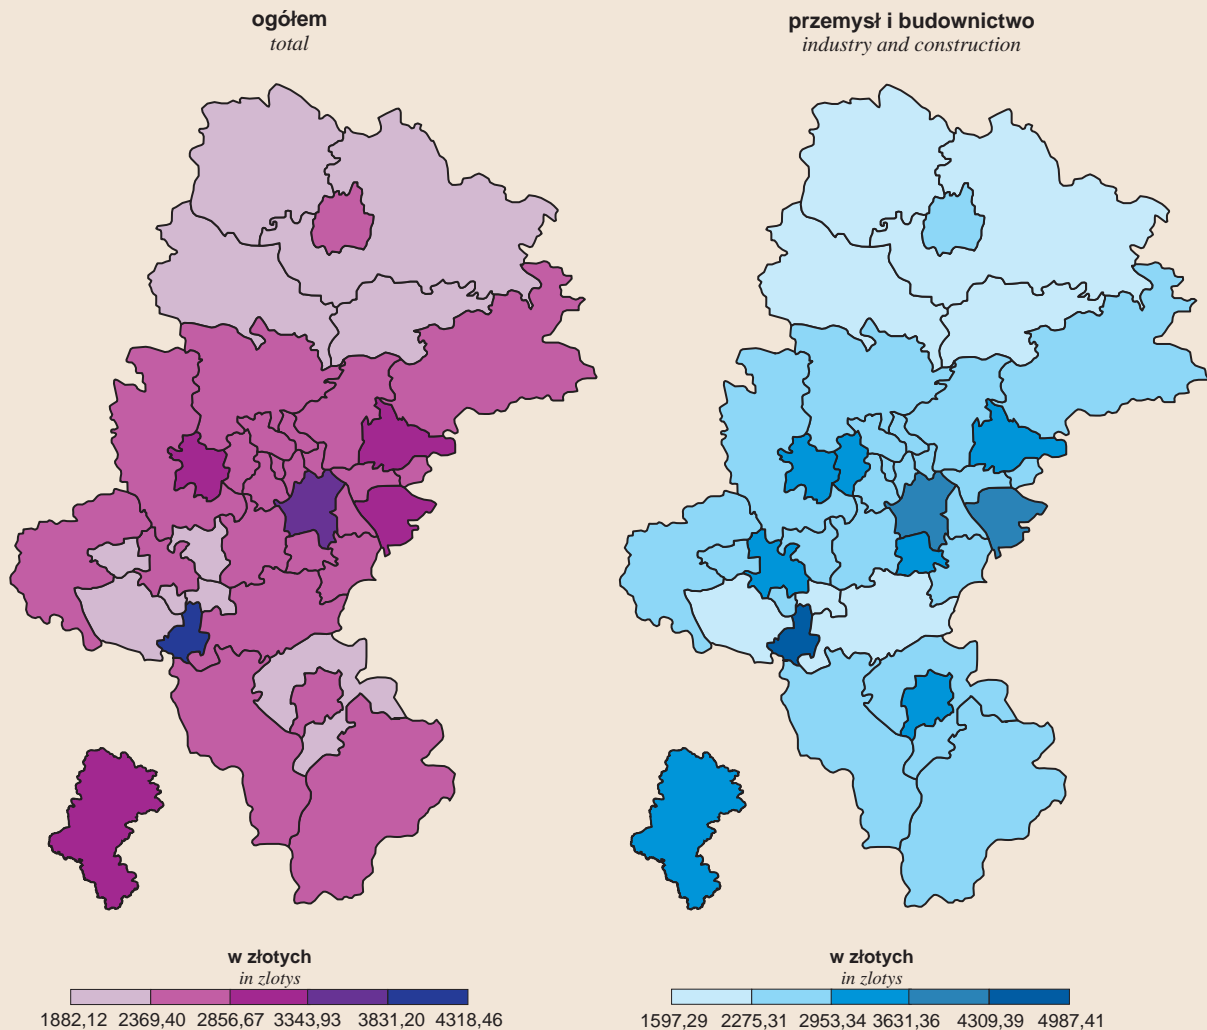 ogółem
total
przemysł i budownictwo
industry and construction
w złotych
in zlotys
1882,12 2369,40 2856,67 3343,93 3831,20 4318,46
w złotych
in zlotys
1597,29 2275,31 2953,34 3631,36 4309,39 4987,41